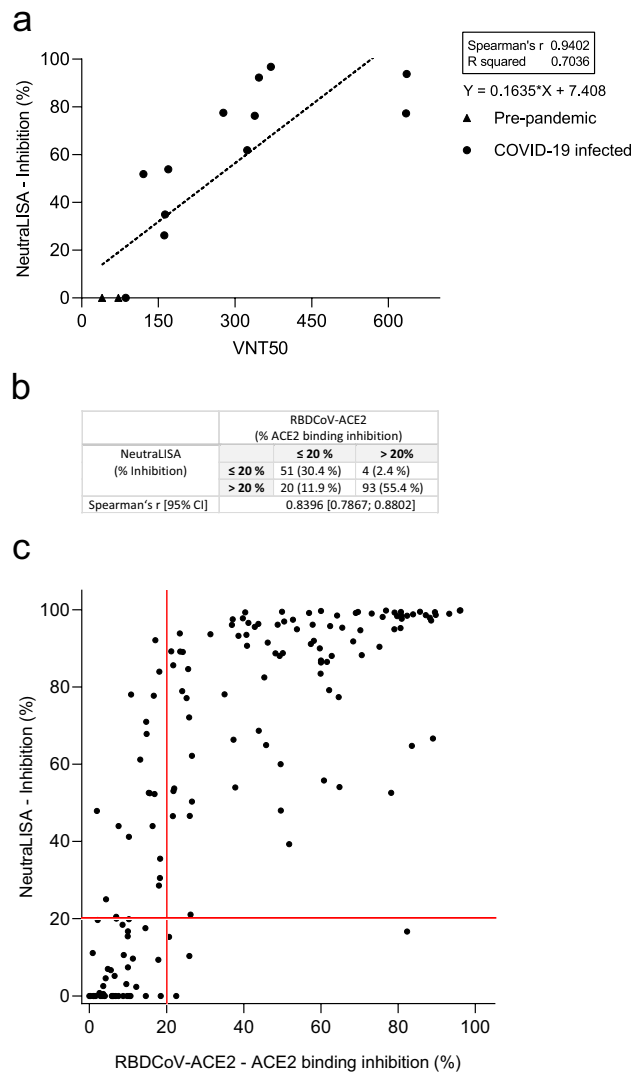 a
Spearman's r 0.9402
R squared 0.7036
Y = 0.1635*X + 7.408
Pre-pandemic
COVID-19 infected
NeutraLISA - Inhibition (%)
100
80
60
40
20
0
0 150 300 450 600
VNT50
b
RBDCoV-ACE2
(% ACE2 binding inhibition)
NeutraLISA
(% Inhibition)
≤ 20 % > 20%
≤ 20 % 51 (30.4 %) 4 (2.4 %)
> 20 % 20 (11.9 %) 93 (55.4 %)
Spearman's r [95% CI] 0.8396 [0.7867; 0.8802]
c
NeutraLISA - Inhibition (%)
100
80
60
40
20
0
0 20 40 60 80 100
RBDCoV-ACE2 - ACE2 binding inhibition (%)